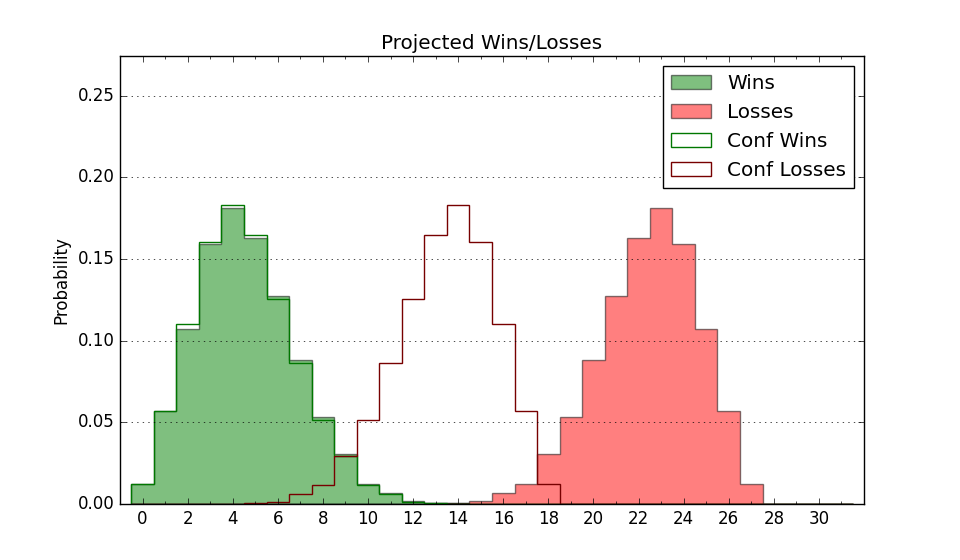 Projected Wins/Losses
Wins
Losses
Conf Wins
Conf Losses
Probability
0.25
0.20
0.15
0.10
0.05
0.00
0 2 4 6 8 10 12 14 16 18 20 22 24 26 28 30